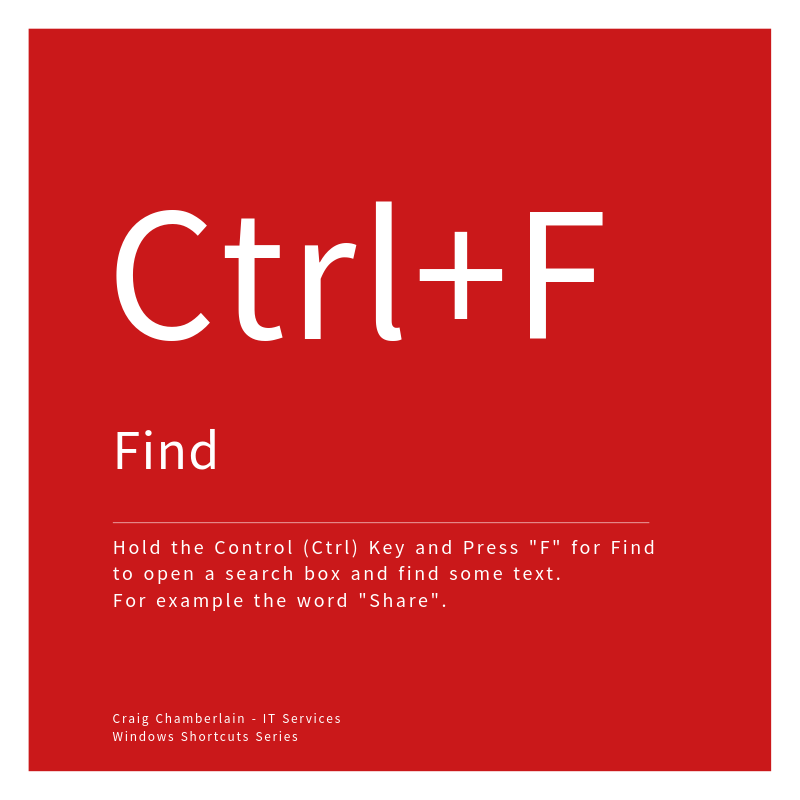 Ctrl+F
Find
Hold the Control (Ctrl) Key and Press "F" for Find
to open a search box and find some text.
For example the word "Share".
Craig Chamberlain - IT Services
Windows Shortcuts Series